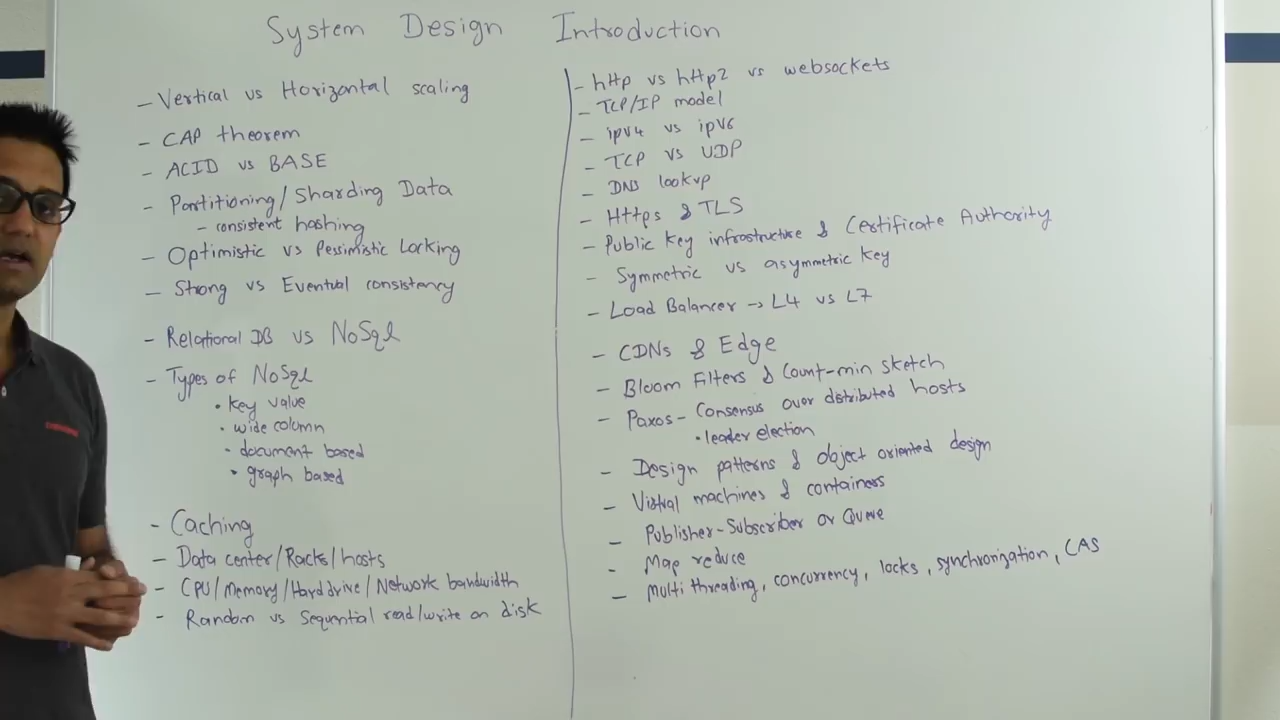 System Design Introduction
- Vertical vs Horizontal scaling
- CAP theorem
- ACID vs BASE
- Partitioning/Sharding Data
- consistent hashing
- Optimistic vs Pessimistic Locking
- Strong vs Eventual consistency
- Relational DB vs NoSql
- Types of NoSql
• key value
• wide column
• document based
• graph based
- Caching
- Data center/Racks/hosts
- CPU/Memory/Hard drive/Network bandwidth
- Random vs Sequential read/write on disk
- http vs http2 vs websockets
- TCP/IP model
- ipv4 vs ipv6
- TCP vs UDP
- DNS lookup
- Https & TLS
- Public key infrastructure & Certificate Authority
- Symmetric vs asymmetric key
- Load Balancer → L4 vs L7
- CDNs & Edge
- Bloom Filters & Count-min sketch
- Paxos - Consensus over distributed hosts
• leader election
- Design patterns & object oriented design
- Virtual machines & containers
- Publisher-Subscriber or Queue
- Map reduce
- Multi threading, concurrency, locks, synchronization, CAS